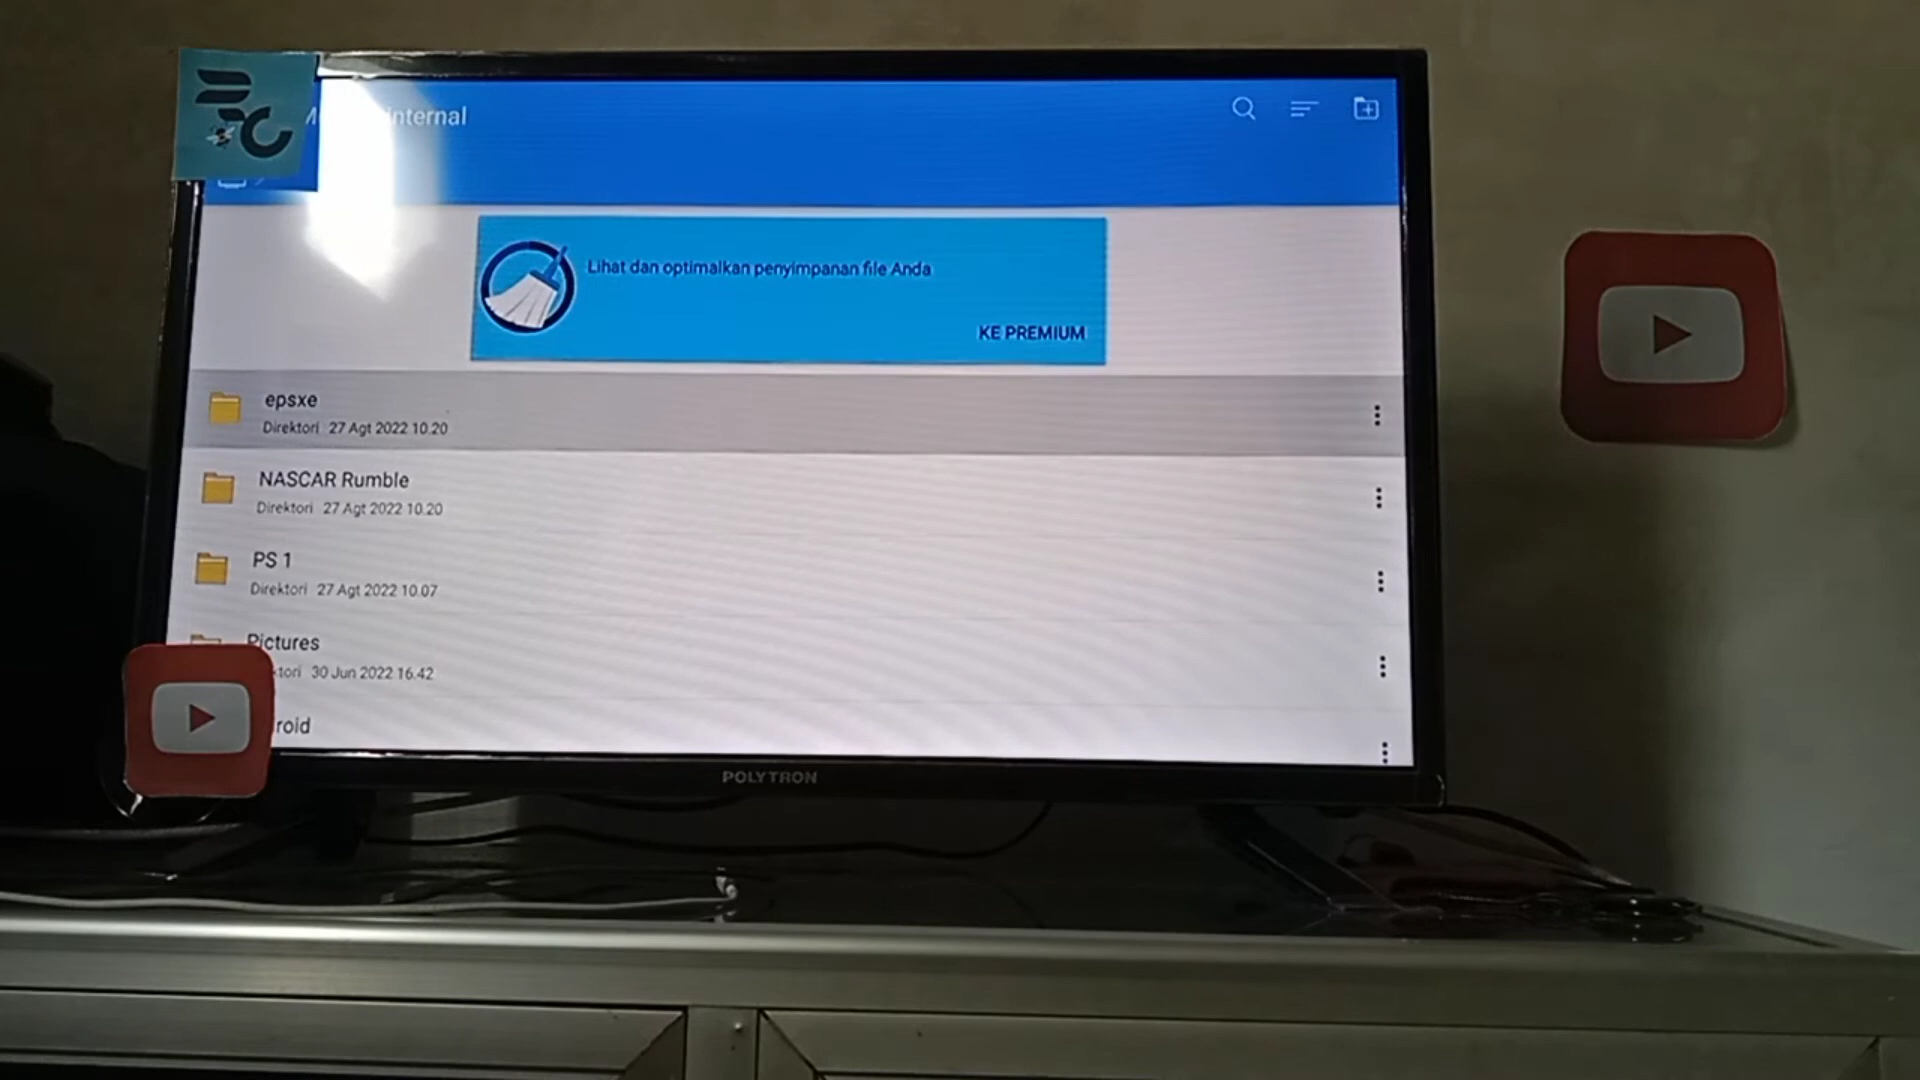 internal
Lihat dan optimalkan penyimpanan file Anda
KE PREMIUM
epsxe
Direktori 27 Agt 2022 10.20
NASCAR Rumble
Direktori 27 Agt 2022 10.20
PS 1
Direktori 27 Agt 2022 10.07
Pictures
ktori 30 Jun 2022 16.42
roid
POLYTRON